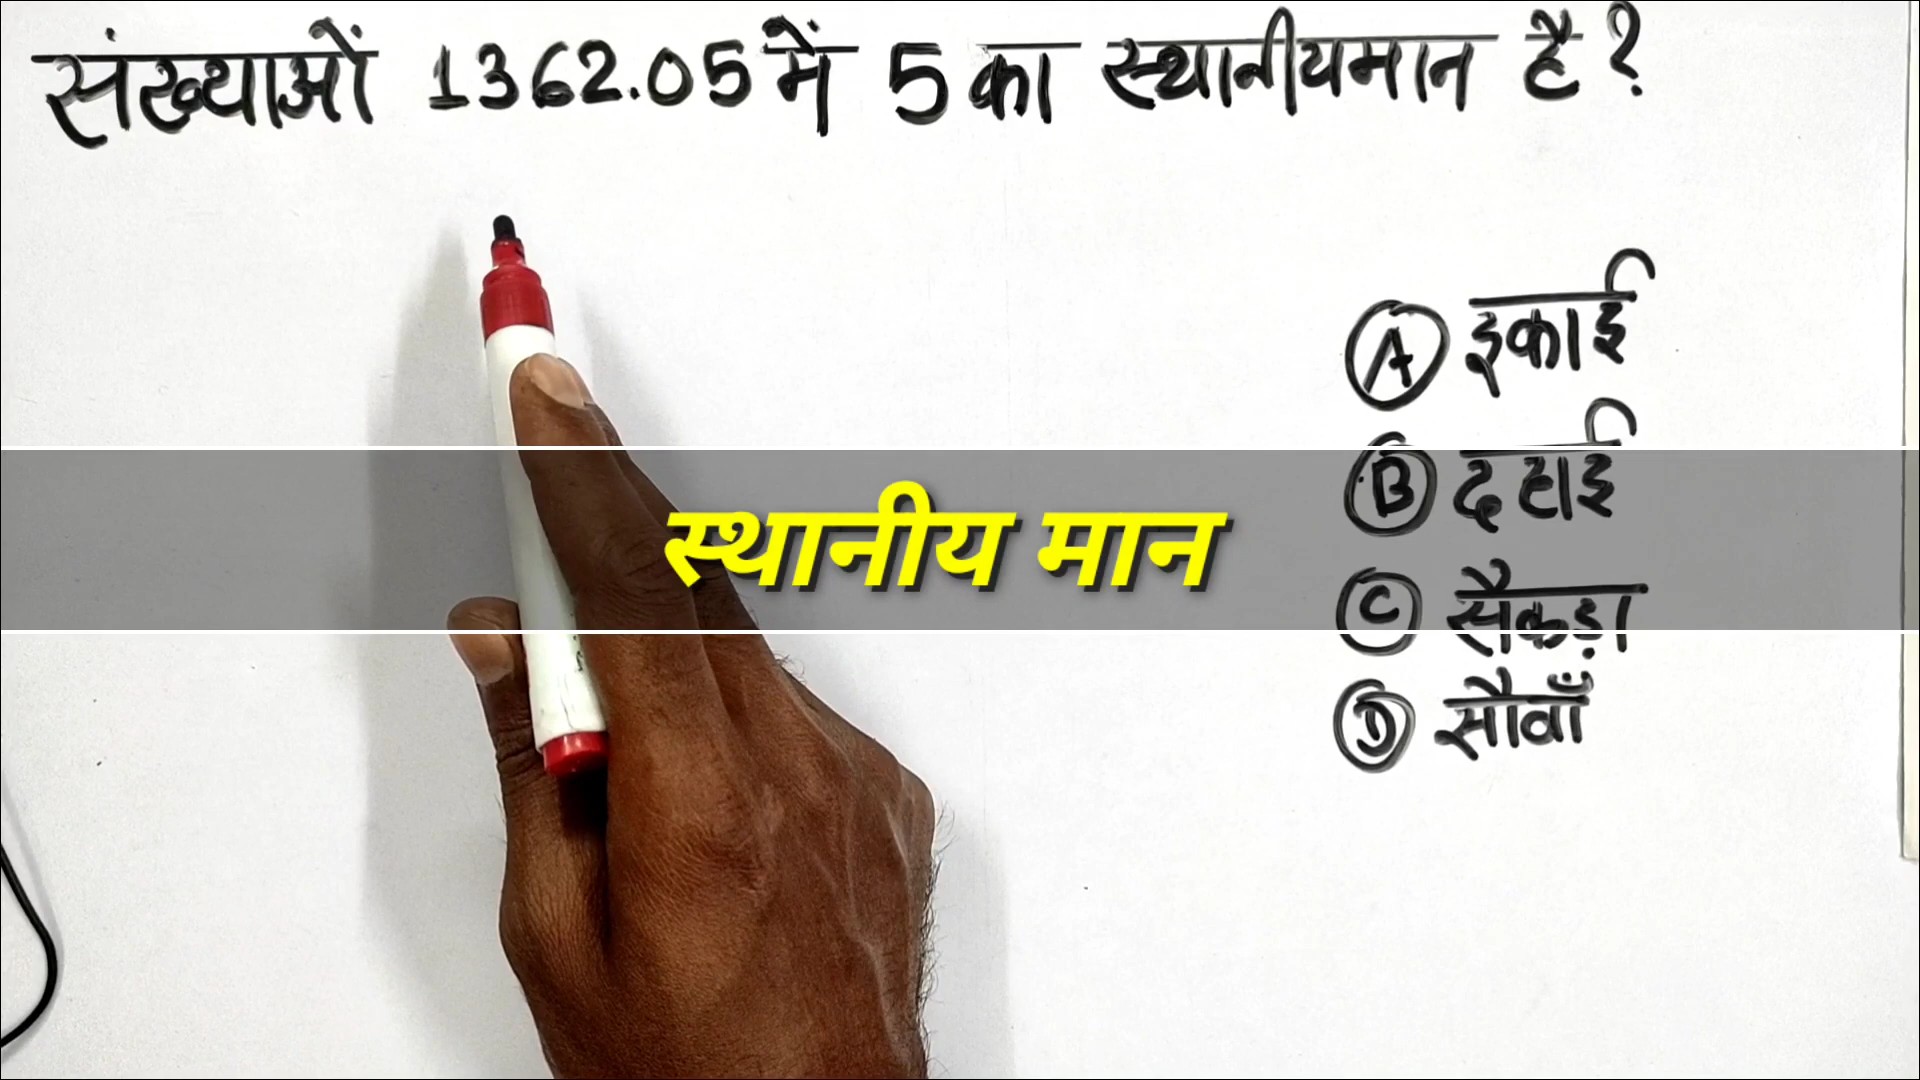 संख्याओं 1362.05 में 5 का स्थानीयमान है ?
A इकाई
B दहाई
स्थानीय मान
C सैकड़ा
D सौवाँ